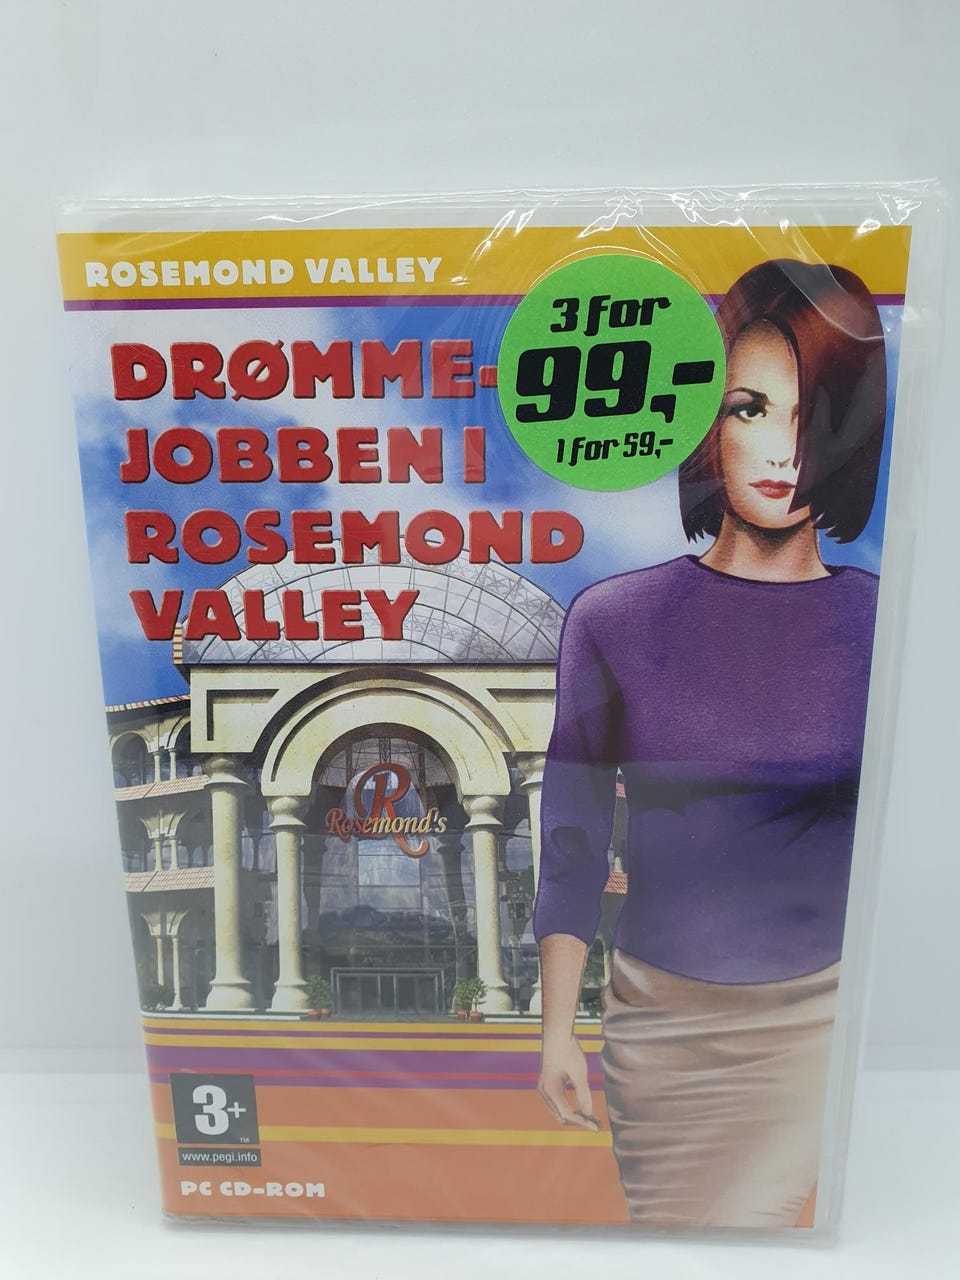 ROSEMOND VALLEY
3 for
99,-
1 for 59,-
DRØMME-
JOBBEN I
ROSEMOND
VALLEY
R
Rosemond's
3+
TM
www.pegi.info
PC CD-ROM